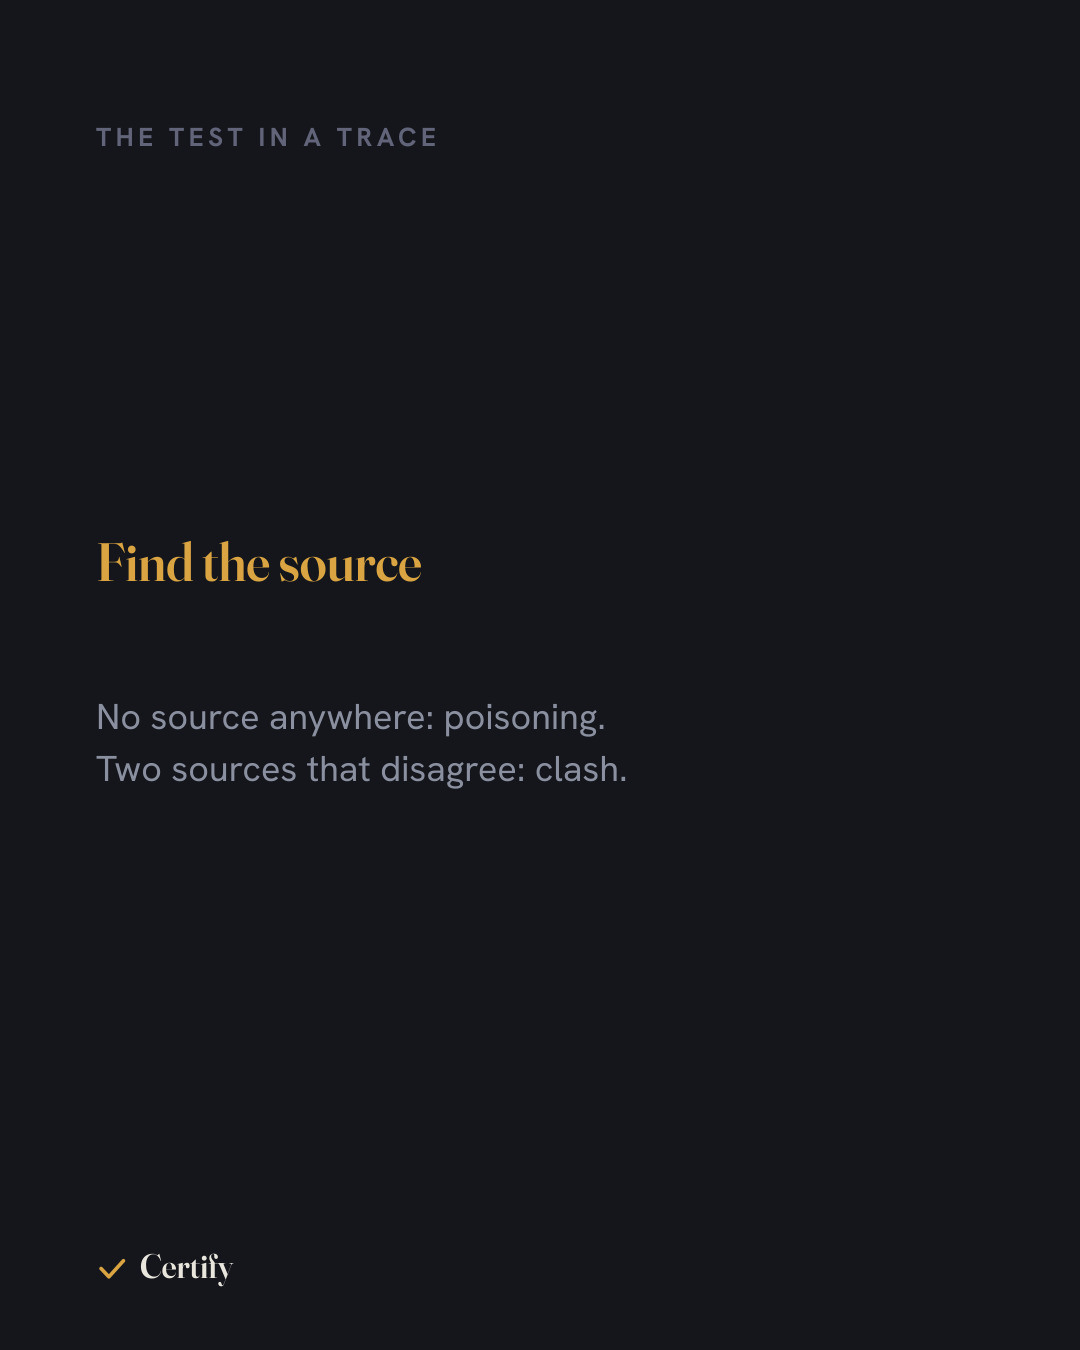 THE TEST IN A TRACE
Find the source
No source anywhere: poisoning.
Two sources that disagree: clash.
Certify